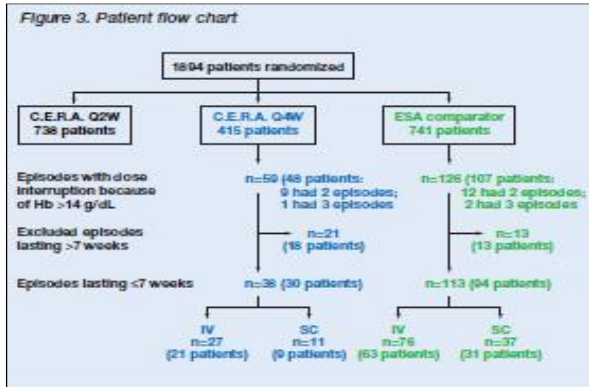 Figure 3. Patient flow chart
1894 patients randomized
C.E.R.A. Q2W
738 patients
C.E.R.A. Q4W
415 patients
ESA comparator
741 patients
Episodes with dose
interruption because
of Hb >14 g/dL
n=59 (48 patients:
9 had 2 episodes;
1 had 3 episodes
n=126 (107 patients:
12 had 2 episodes;
2 had 3 episodes
Excluded episodes
lasting >7 weeks
n=21
(18 patients)
n=13
(13 patients)
Episodes lasting ≤7 weeks
n=38 (30 patients)
n=113 (94 patients)
IV
n=27
(21 patients)
SC
n=11
(9 patients)
IV
n=76
(63 patients)
SC
n=37
(31 patients)